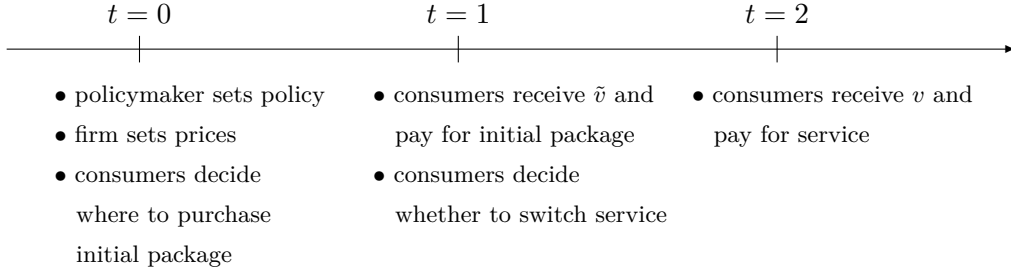 t = 0
t = 1
t = 2
• policymaker sets policy
• firm sets prices
• consumers decide
where to purchase
initial package
• consumers receive ṽ and
pay for initial package
• consumers decide
whether to switch service
• consumers receive v and
pay for service